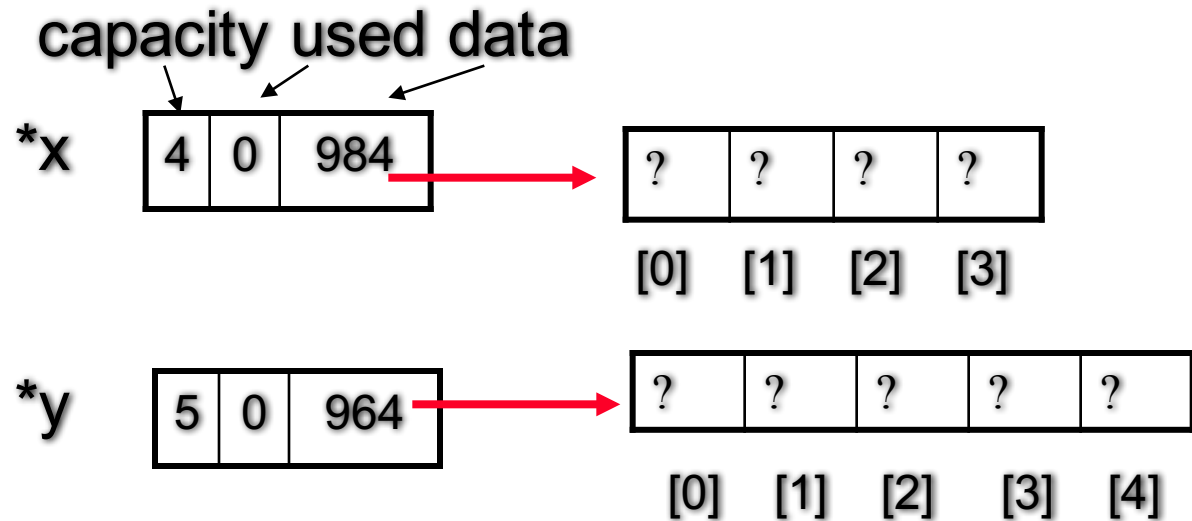 capacity used data
*x 4 0 984 ? ? ? ?
[0] [1] [2] [3]
*y 5 0 964 ? ? ? ? ?
[0] [1] [2] [3] [4]